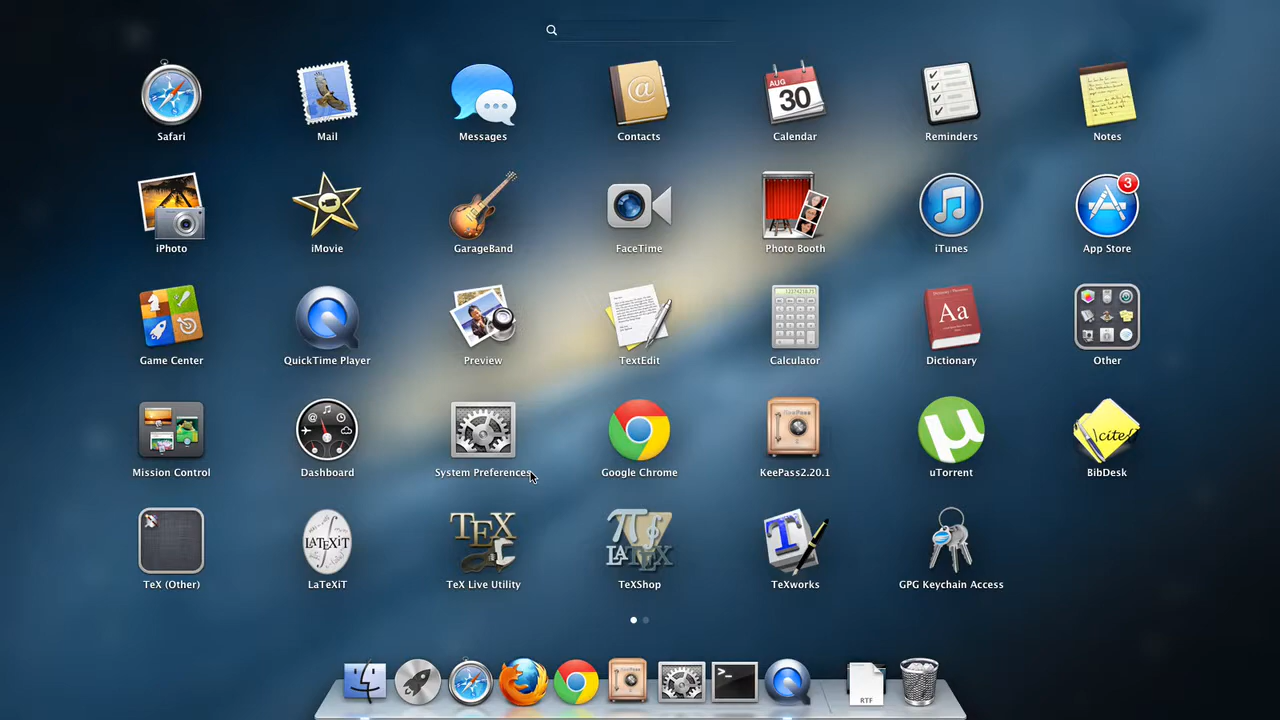 Safari Mail Messages Contacts Calendar Reminders Notes
AUG
30
iPhoto iMovie GarageBand FaceTime Photo Booth iTunes App Store
3
Game Center QuickTime Player Preview TextEdit Calculator Dictionary Other
Aa
Mission Control Dashboard System Preferences Google Chrome KeePass2.20.1 uTorrent BibDesk
\cite{
TeX (Other) LaTeXiT TeX Live Utility TeXShop TeXworks GPG Keychain Access
LATEXiT
TEX
LATEX
T
>_
RTF